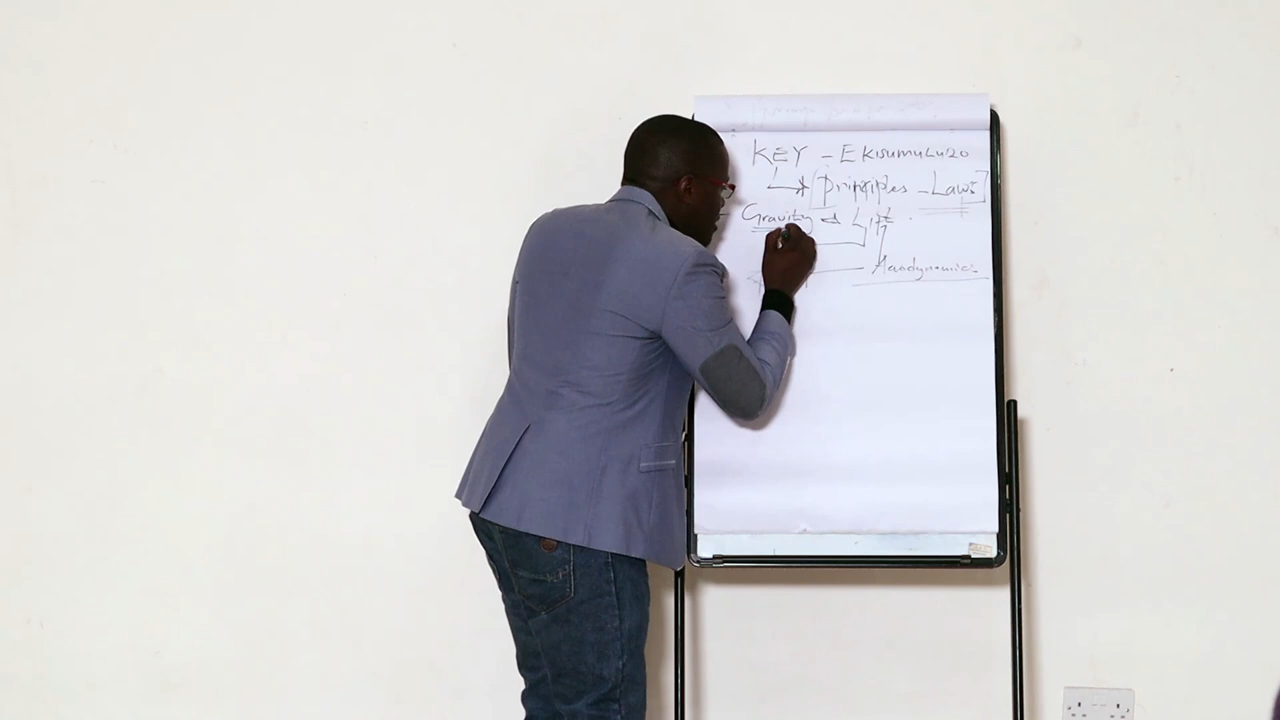 KEY - Ekisumuluzo
[Principles - Laws]
Gravity Lift
Aerodynamics